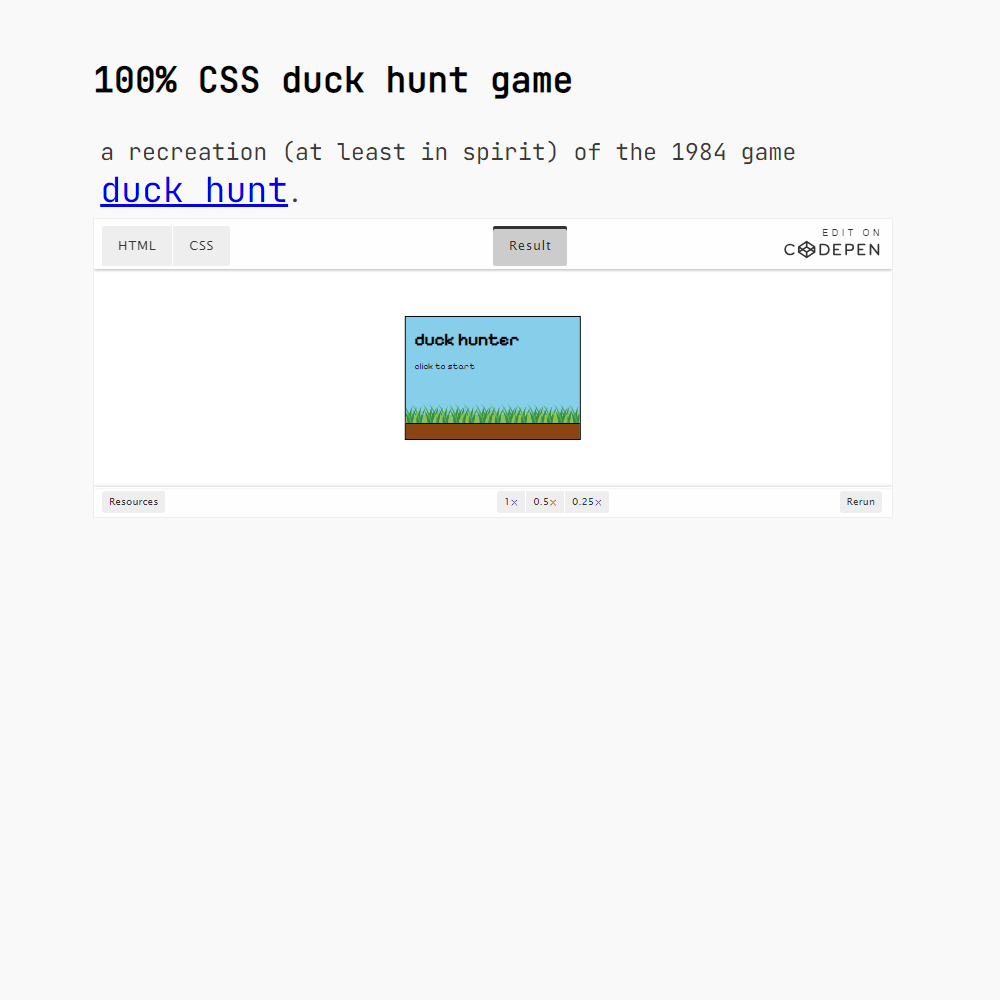 100% CSS duck hunt game
a recreation (at least in spirit) of the 1984 game
duck hunt.
HTML CSS Result EDIT ON
CODEPEN
duck hunter
click to start
Resources 1× 0.5× 0.25× Rerun